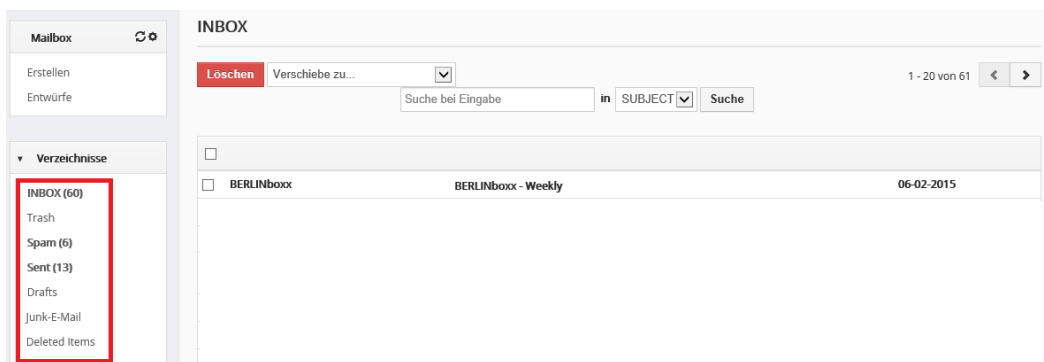 Mailbox
Erstellen
Entwürfe
Verzeichnisse
INBOX (60)
Trash
Spam (6)
Sent (13)
Drafts
Junk-E-Mail
Deleted Items
INBOX
Löschen Verschiebe zu... 1 - 20 von 61
Suche bei Eingabe in SUBJECT Suche
BERLINboxx BERLINboxx - Weekly 06-02-2015